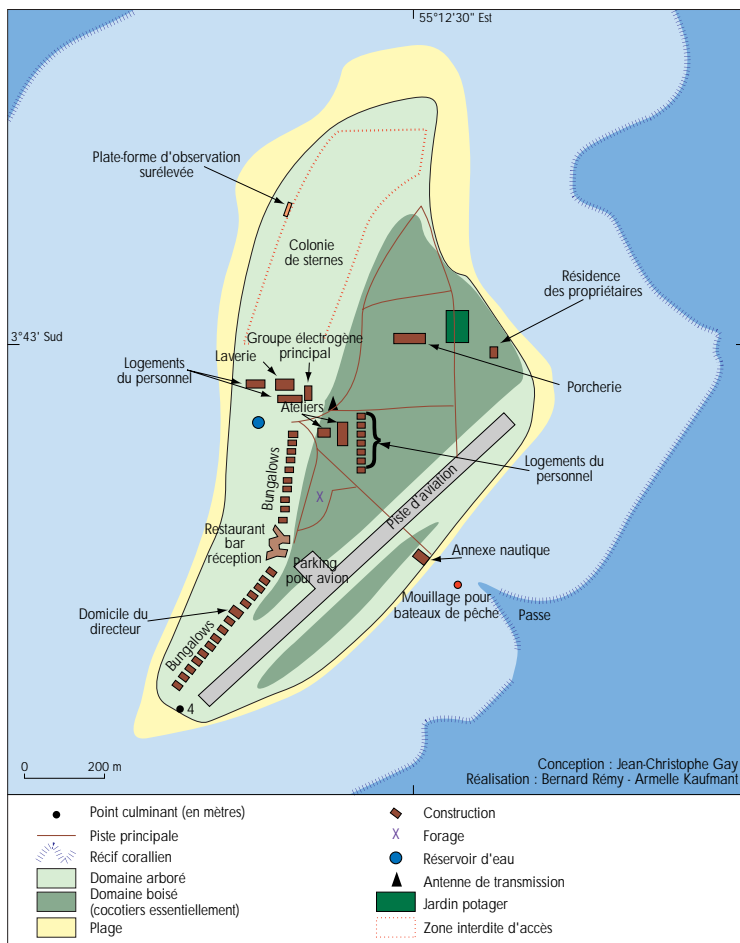 55°12'30" Est
Plate-forme d'observation
surélevée
Colonie
de sternes
Résidence
des propriétaires
3°43' Sud
Groupe électrogène
principal
Laverie
Logements
du personnel
Porcherie
Ateliers
Logements du
personnel
Bungalows
Piste d'aviation
Restaurant
bar
réception
Parking
pour avion
Annexe nautique
Mouillage pour
bateaux de pêche
Passe
Domicile du
directeur
Bungalows
4
0 200 m
Conception : Jean-Christophe Gay
Réalisation : Bernard Rémy - Armelle Kaufmant
Point culminant (en mètres)
Piste principale
Récif corallien
Domaine arboré
Domaine boisé
(cocotiers essentiellement)
Plage
Construction
X Forage
Réservoir d'eau
Antenne de transmission
Jardin potager
Zone interdite d'accès